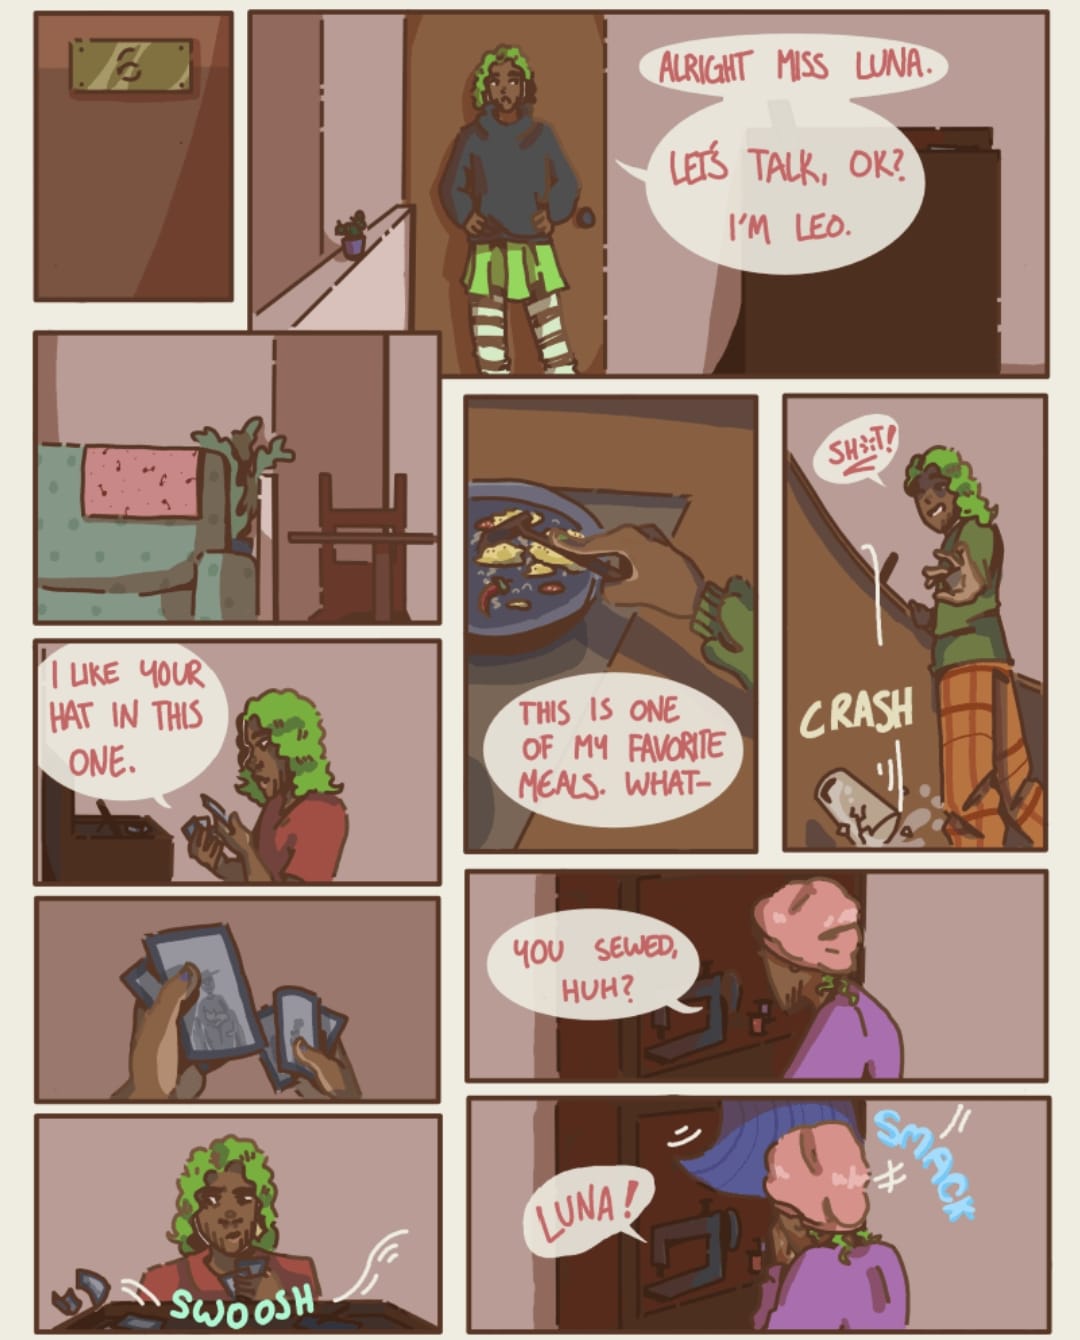 6
ALRIGHT MISS LUNA.
LET'S TALK, OK?
I'M LEO.
I LIKE YOUR
HAT IN THIS
ONE.
SWOOSH
THIS IS ONE
OF MY FAVORITE
MEALS. WHAT-
SH::T!
CRASH
YOU SEWED,
HUH?
LUNA!
SMACK